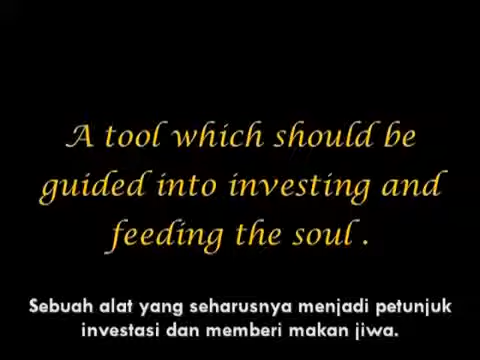 A tool which should be
guided into investing and
feeding the soul .
Sebuah alat yang seharusnya menjadi petunjuk
investasi dan memberi makan jiwa.